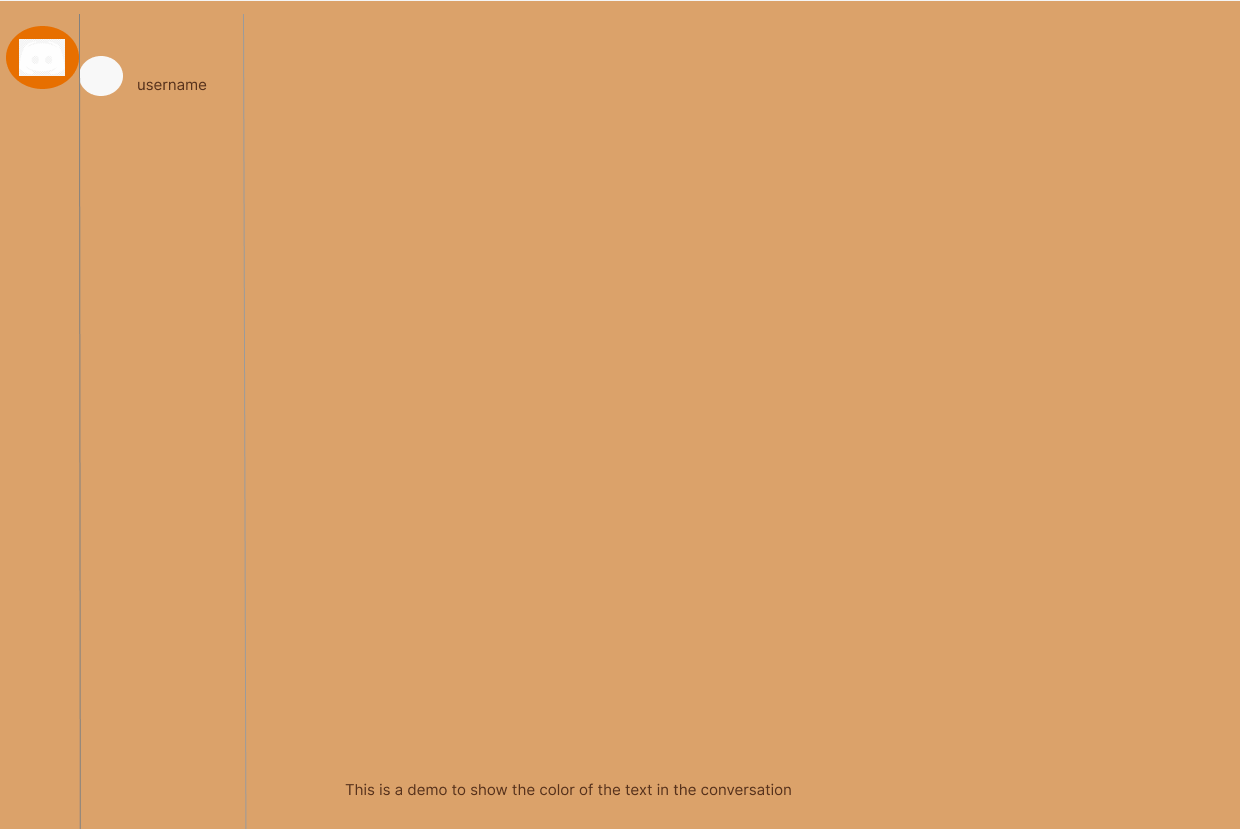 username
This is a demo to show the color of the text in the conversation